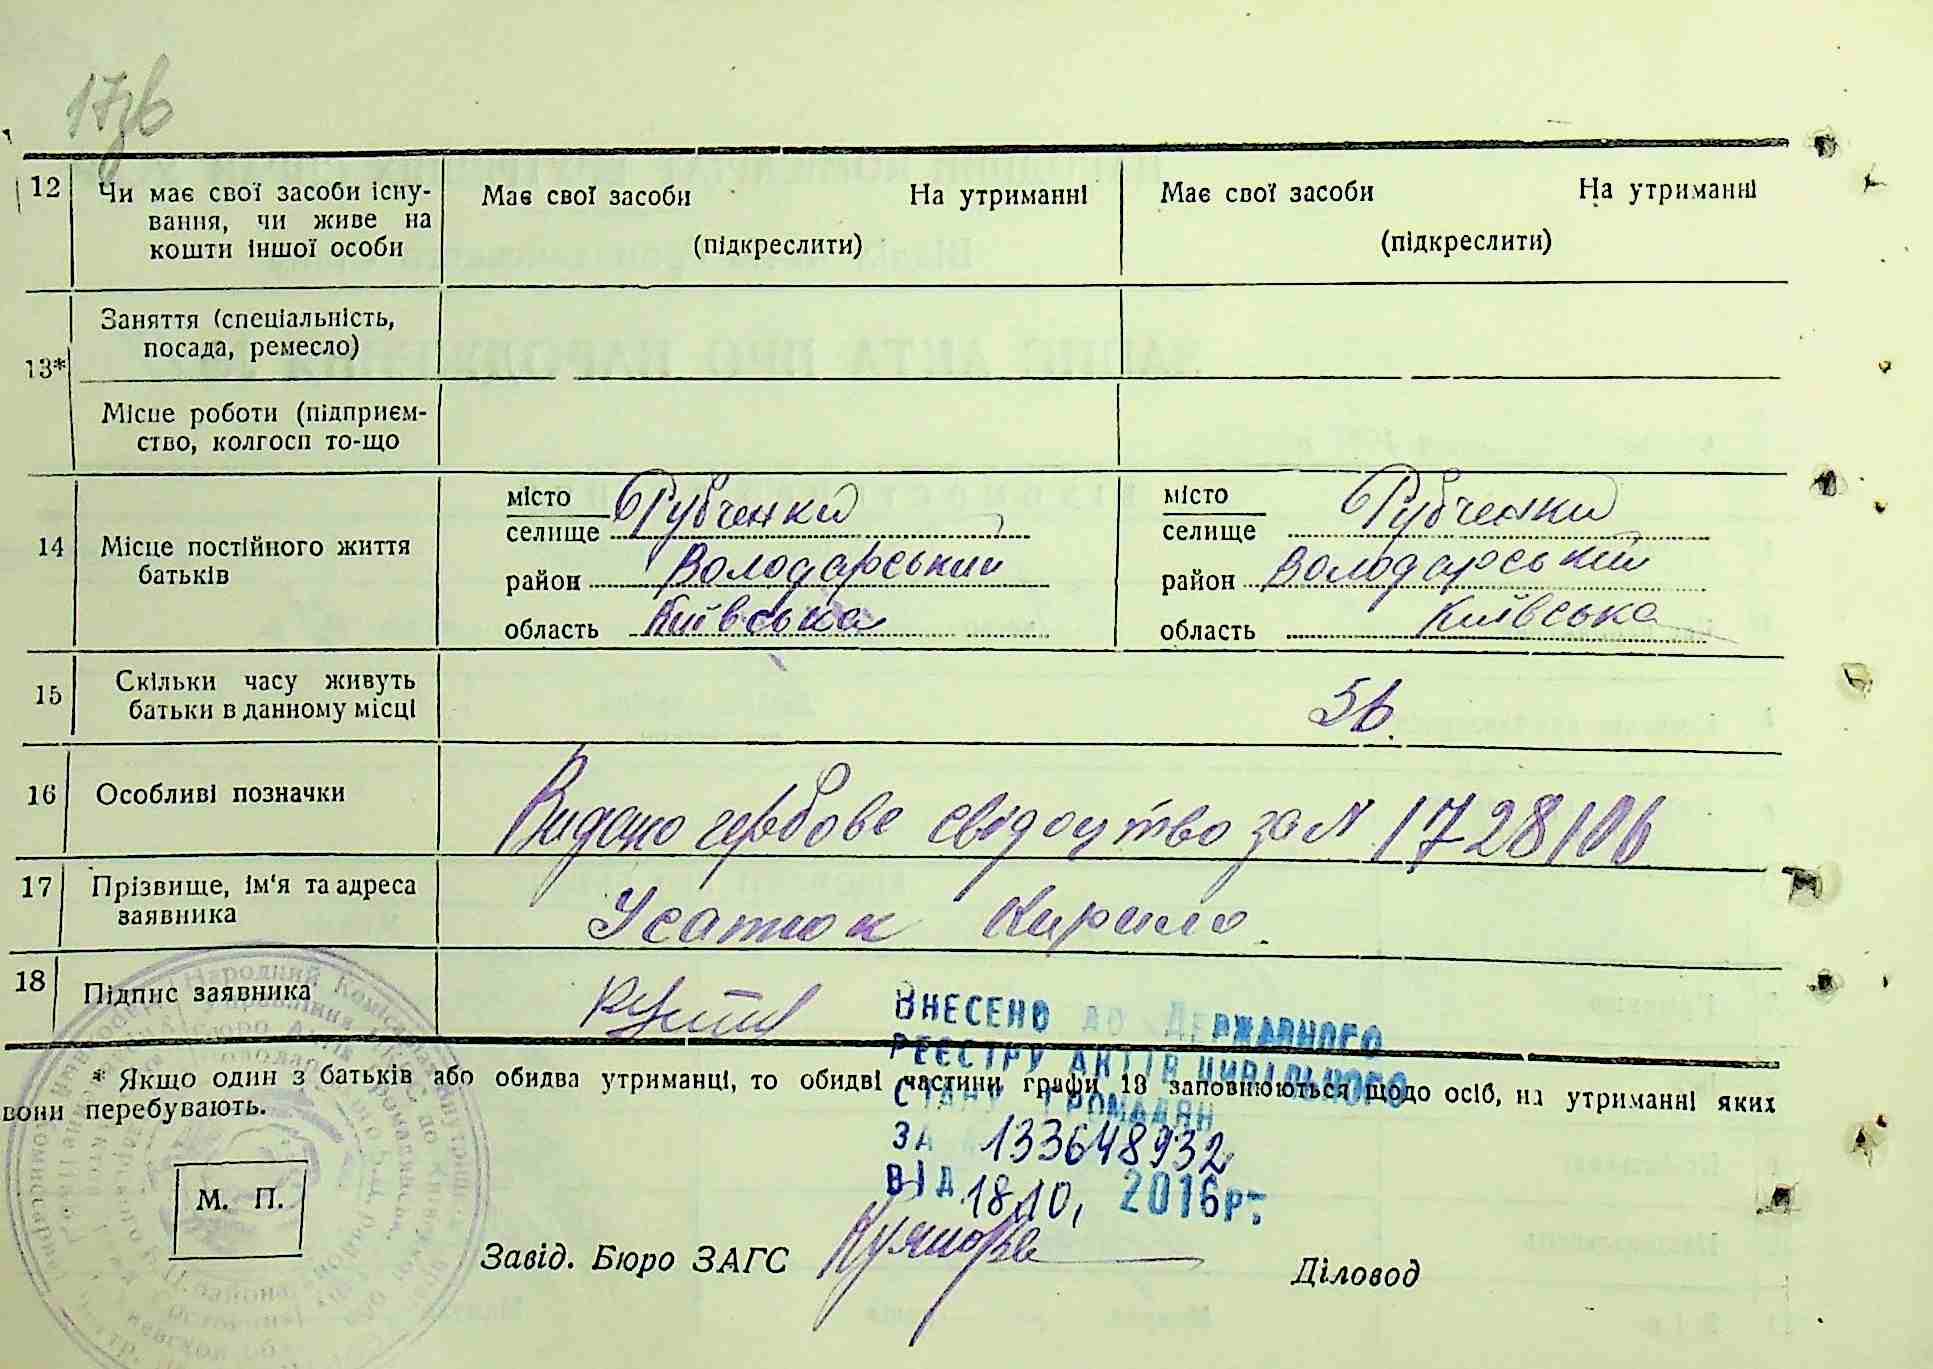 17зв
12 Чи має свої засоби існу- Має свої засоби На утриманні Має свої засоби На утриманні
вання, чи живе на
кошти іншої особи (підкреслити) (підкреслити)
13* Заняття (спеціальність,
посада, ремесло)
Місце роботи (підприєм-
ство, колгосп то-що
14 Місце постійного життя
батьків
місто
селище Рубченки
район Володарський
область Київська
місто
селище Рубченки
район Володарський
область Київська
15 Скільки часу живуть
батьки в данному місці
16 Особливі позначки Видано гербове свідоцтво за № 1728106
17 Прізвище, ім'я та адреса
заявника Усатюк Кирило
18 Підпис заявника
ВНЕСЕНО ДО ДЕРЖАВНОГО
РЕЄСТРУ АКТІВ ЦИВІЛЬНОГО
СТАНУ ГРОМАДЯН
ЗА 133648932
ВІД 18.10, 2016р.
* Якщо один з батьків або обидва утриманці, то обидві частини графи 13 заповнюються щодо осіб, на утриманні яких
вони перебувають.
М. П.
Завід. Бюро ЗАГС
Діловод